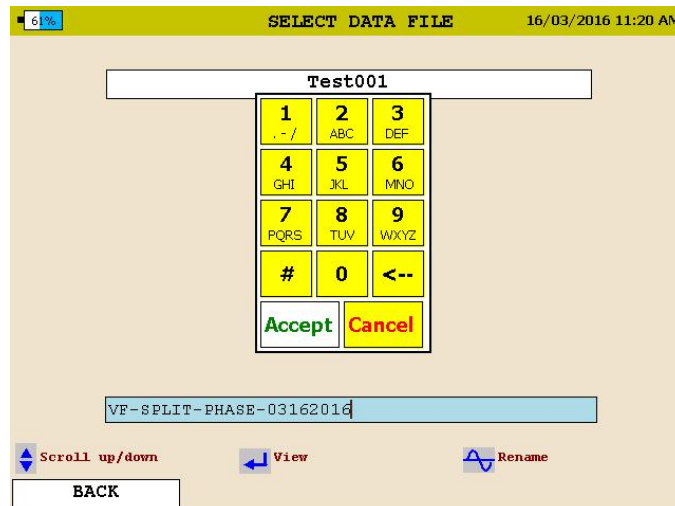 61% SELECT DATA FILE 16/03/2016 11:20 AM
Test001
1 2 3
. - / ABC DEF
4 5 6
GHI JKL MNO
7 8 9
PQRS TUV WXYZ
# 0 <--
Accept Cancel
VF-SPLIT-PHASE-03162016
Scroll up/down View Rename
BACK